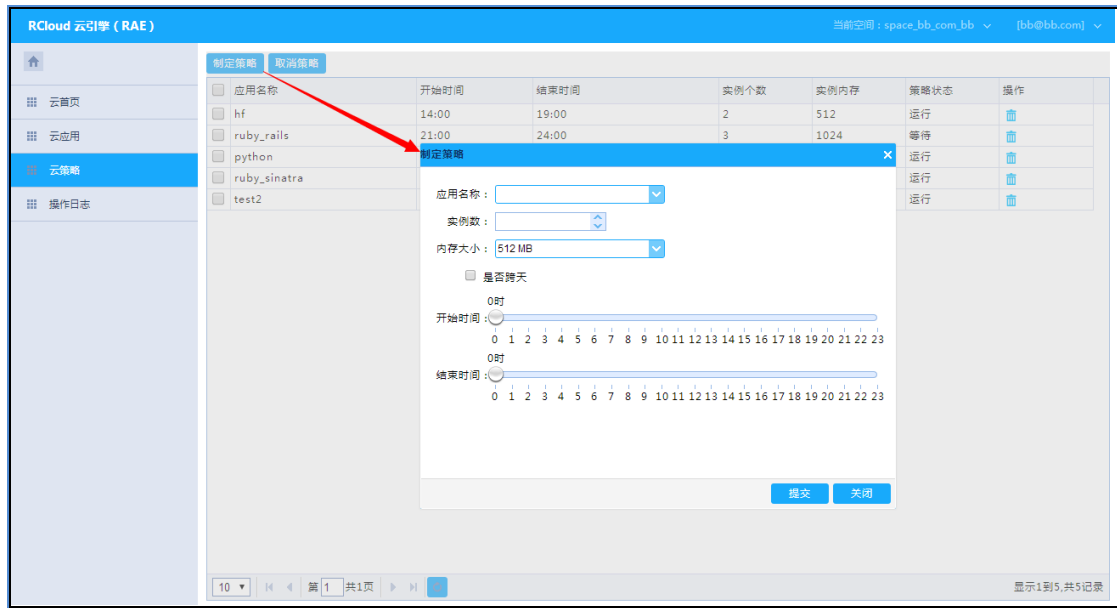 RCloud 云引擎（RAE） 当前空间：space_bb_com_bb [bb@bb.com]
制定策略 取消策略
应用名称 开始时间 结束时间 实例个数 实例内存 策略状态 操作
云首页
hf 14:00 19:00 2 512 运行
云应用
ruby_rails 21:00 24:00 3 1024 等待
python 运行
云策略
ruby_sinatra 运行
操作日志
test2 运行
制定策略
应用名称：
实例数：
内存大小： 512 MB
是否跨天
0时
开始时间：
0 1 2 3 4 5 6 7 8 9 10 11 12 13 14 15 16 17 18 19 20 21 22 23
0时
结束时间：
0 1 2 3 4 5 6 7 8 9 10 11 12 13 14 15 16 17 18 19 20 21 22 23
提交 关闭
10 第 1 共1页 显示1到5,共5记录